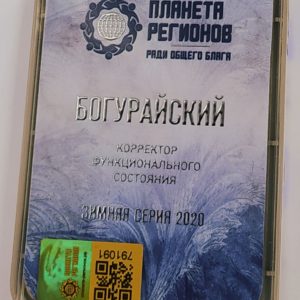 ПЛАНЕТА
РЕГИОНОВ
РАДИ ОБЩЕГО БЛАГА
БОГУРАЙСКИЙ
КОРРЕКТОР
ФУНКЦИОНАЛЬНОГО
СОСТОЯНИЯ
ЗИМНЯЯ СЕРИЯ 2020
791091